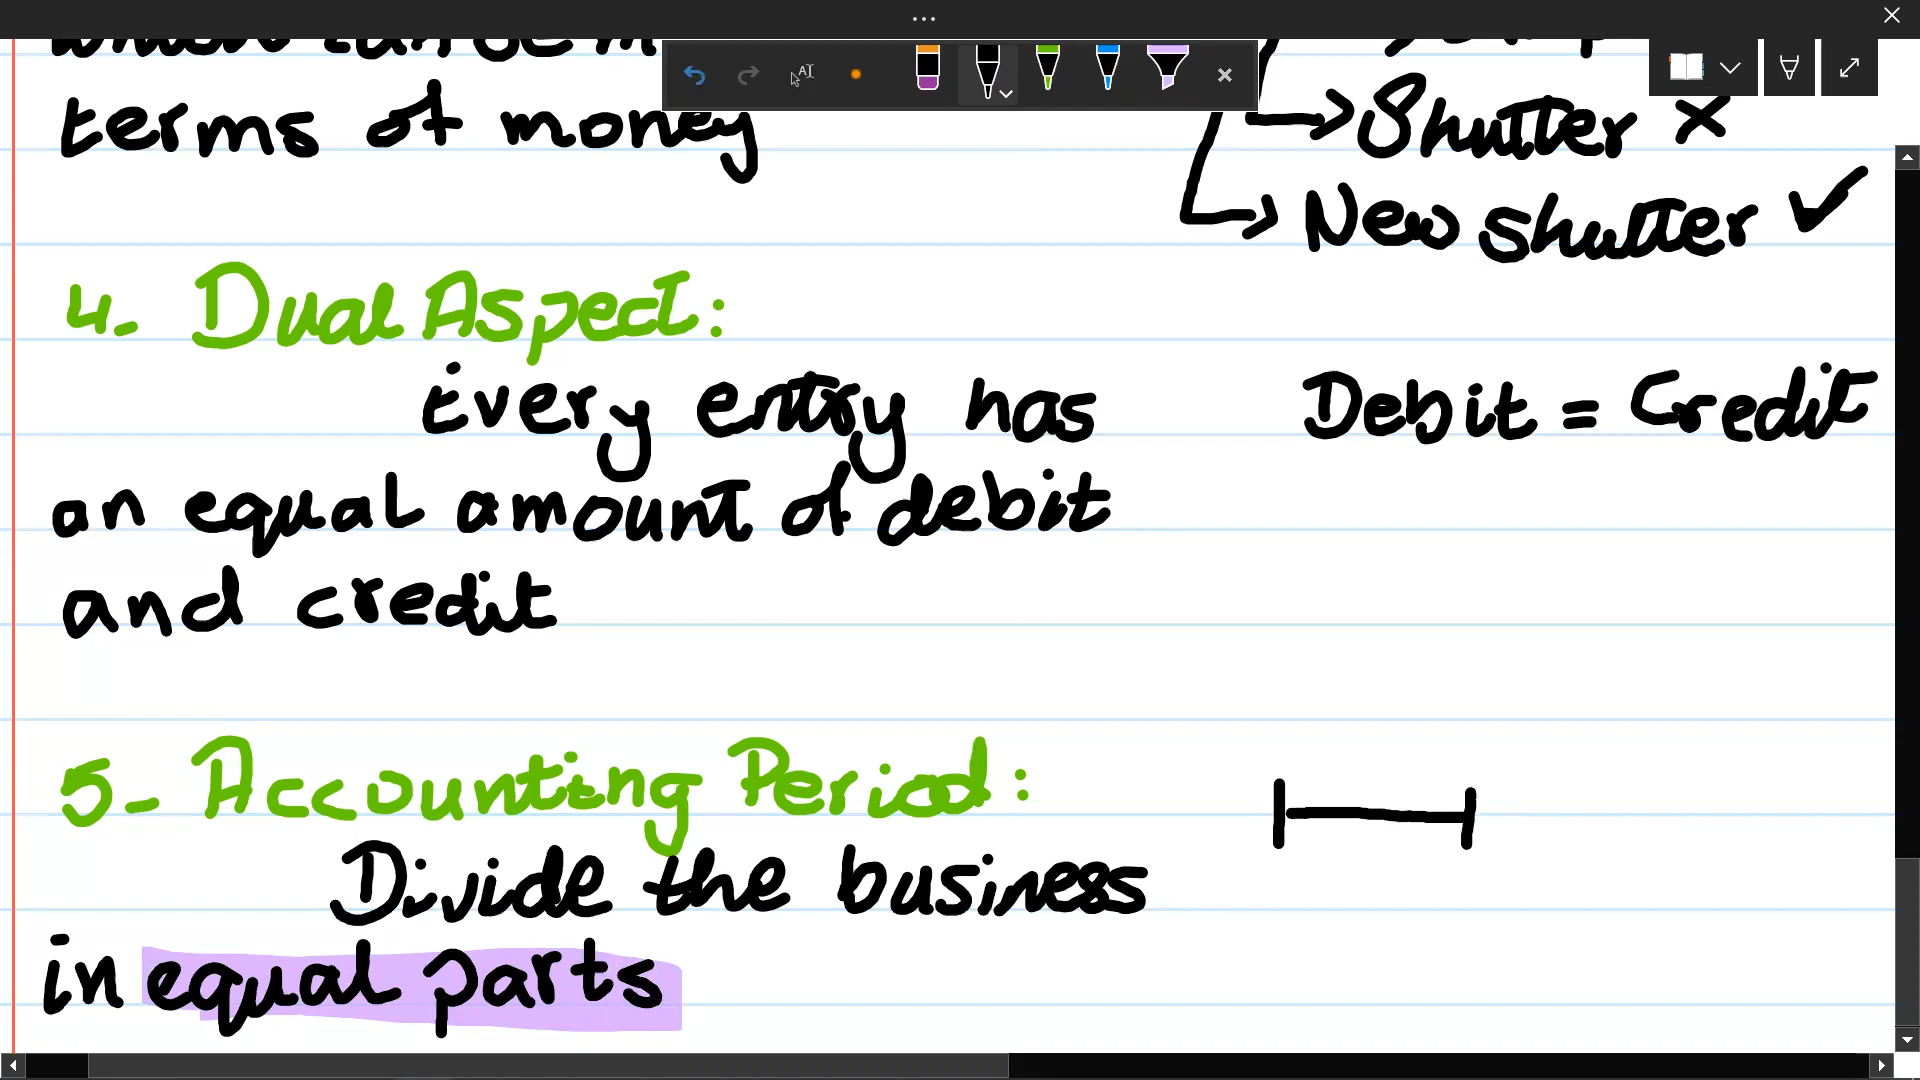 terms of money
→ Shutter ×
→ New shutter ✓
4- Dual Aspect:
Every entry has
an equal amount of debit
and credit
Debit = Credit
5- Accounting Period:
Divide the business
in equal parts